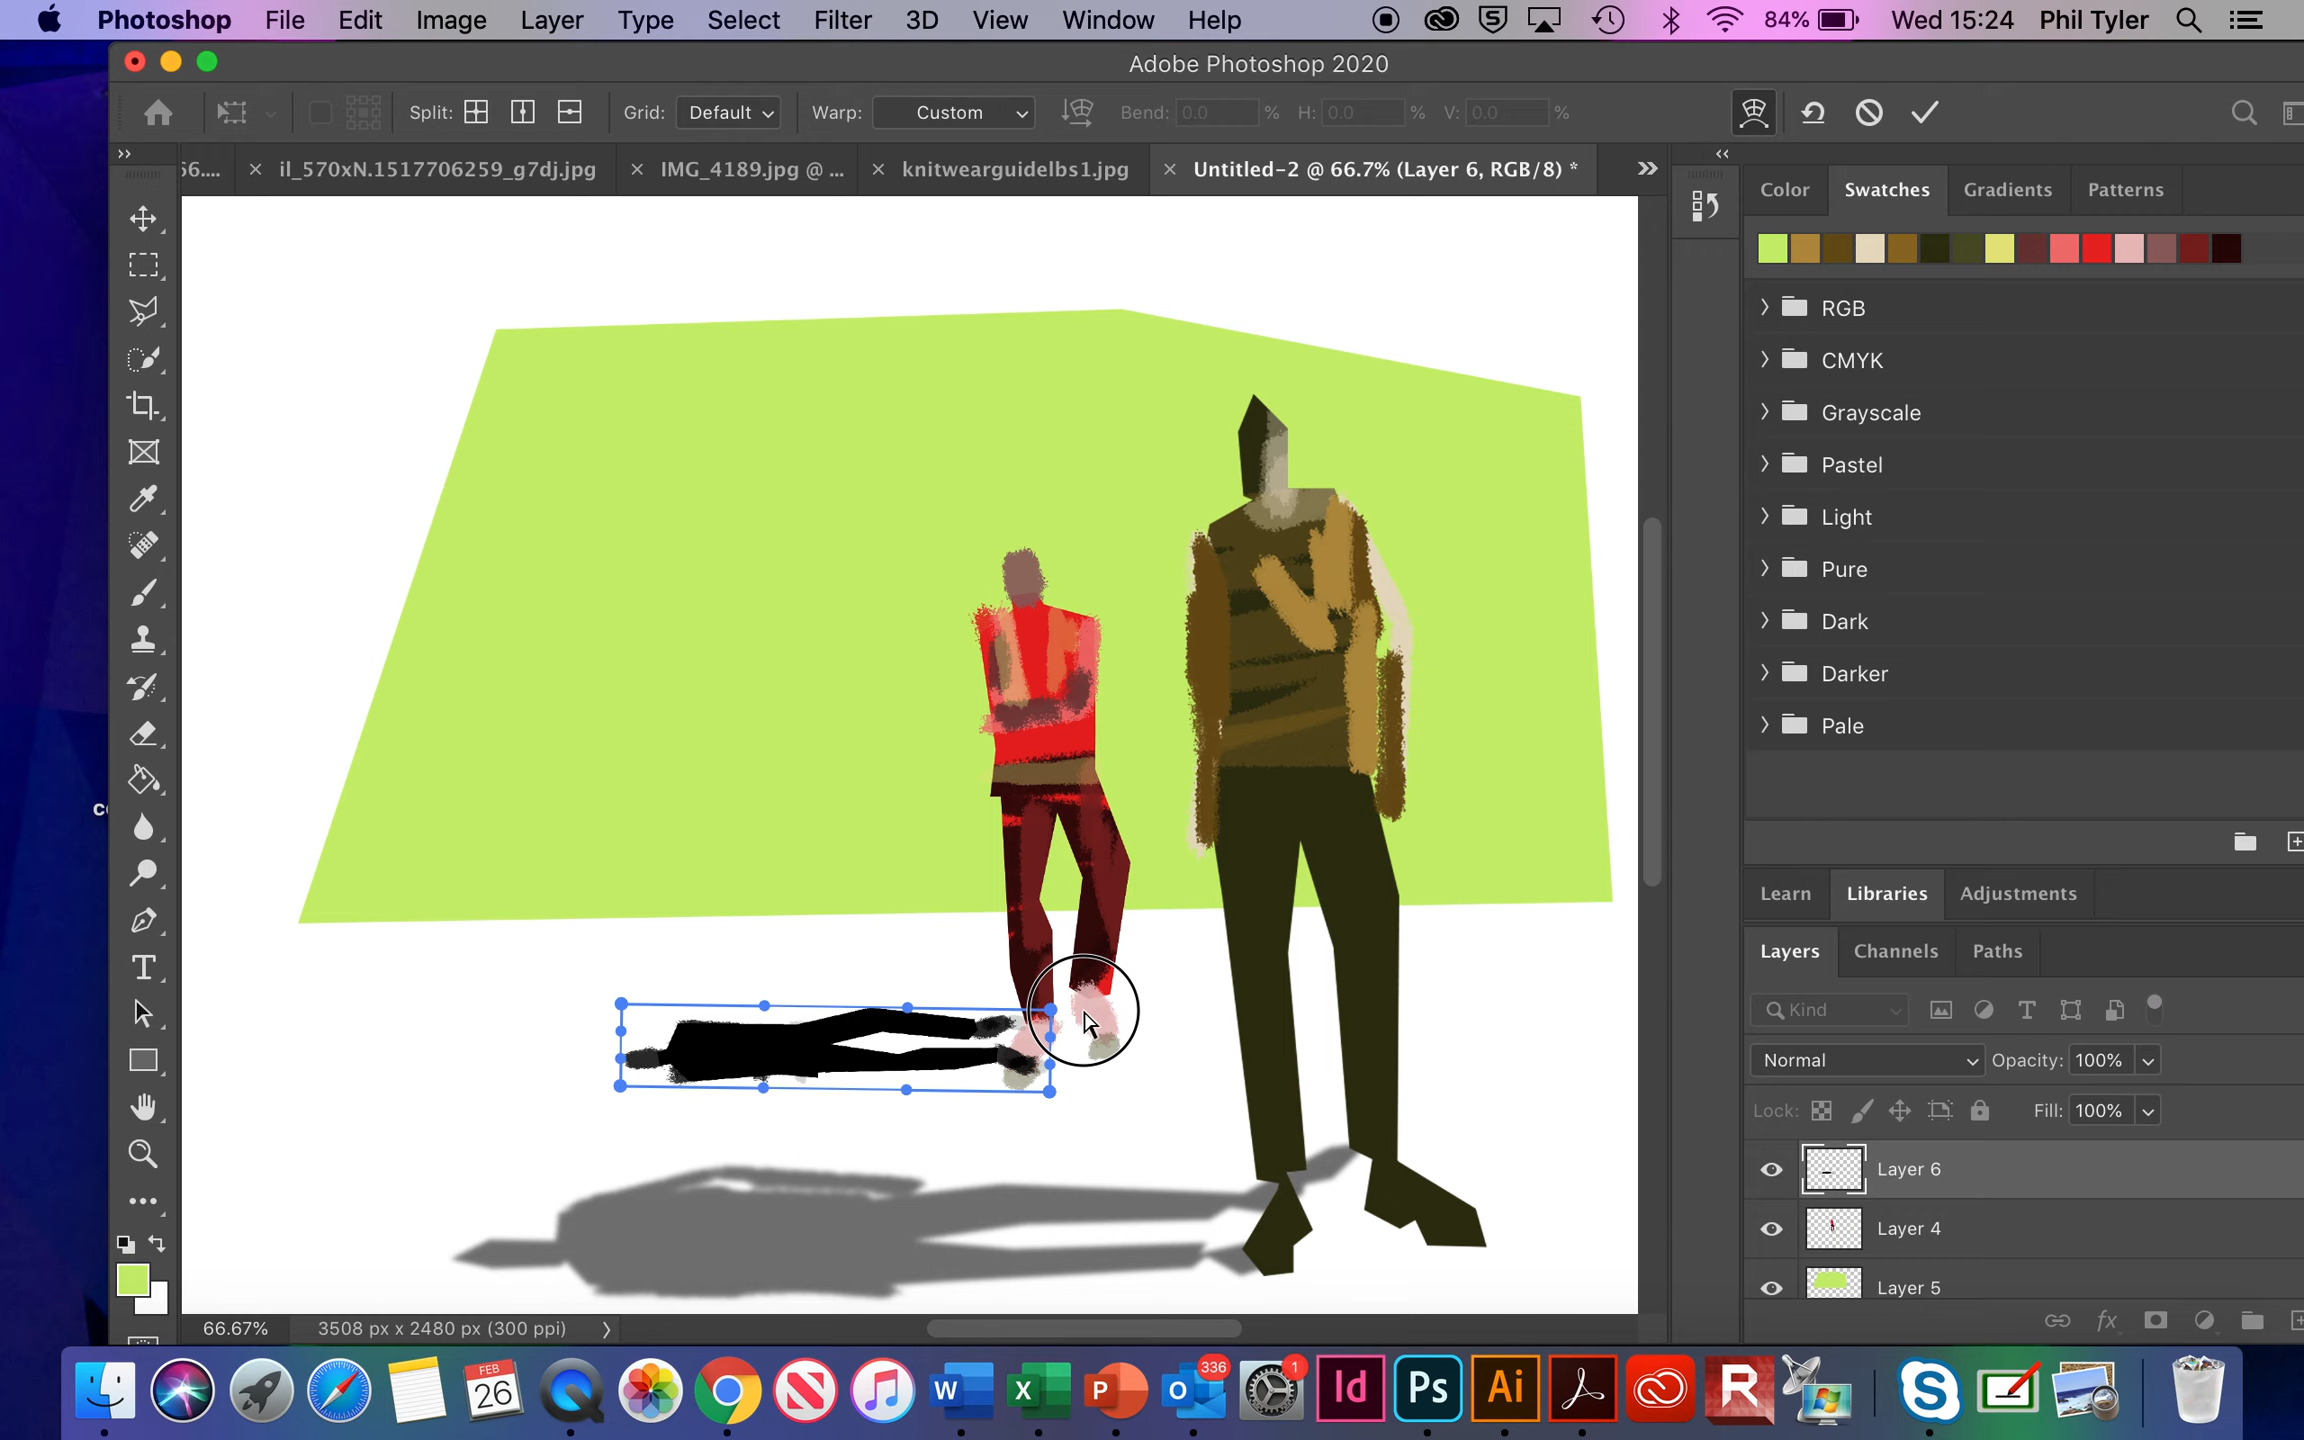 Photoshop File Edit Image Layer Type Select Filter 3D View Window Help 84% Wed 15:24 Phil Tyler
Adobe Photoshop 2020
Split: Grid: Default Warp: Custom Bend: 0.0 % H: 0.0 % V: 0.0 %
56.... × il_570xN.1517706259_g7dj.jpg × IMG_4189.jpg @ ... × knitwearguidelbs1.jpg × Untitled-2 @ 66.7% (Layer 6, RGB/8) *
Color Swatches Gradients Patterns
RGB
CMYK
Grayscale
Pastel
Light
Pure
Dark
Darker
Pale
Learn Libraries Adjustments
Layers Channels Paths
Kind
Normal Opacity: 100%
Lock: Fill: 100%
Layer 6
Layer 4
Layer 5
66.67% 3508 px x 2480 px (300 ppi)
FEB
26
W X P O 336 1 Id Ps Ai R S